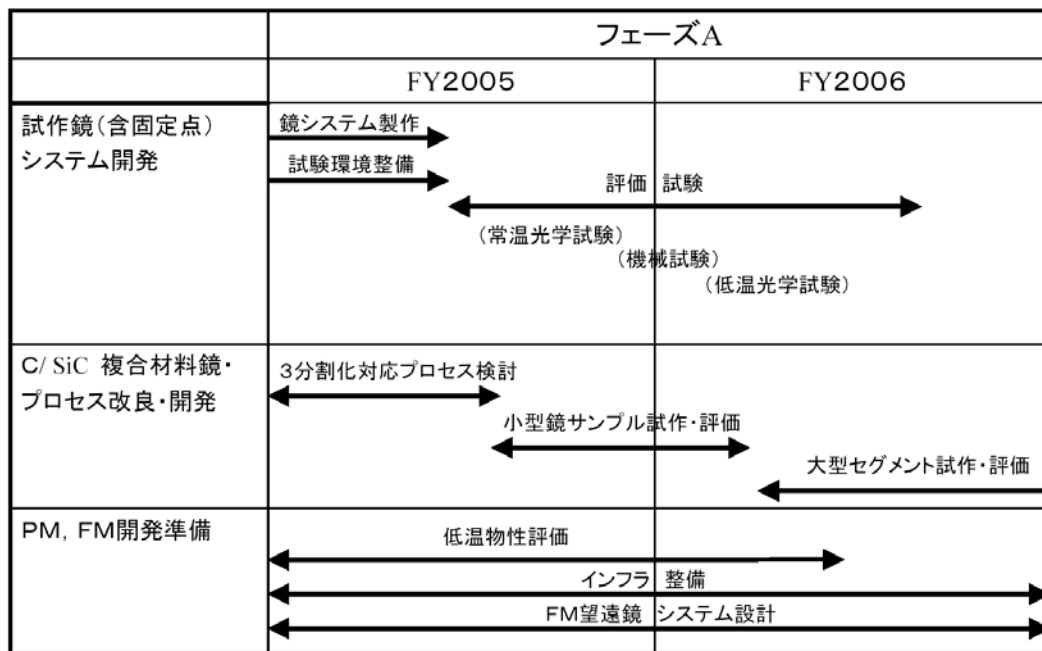 フェーズA
FY2005
FY2006
試作鏡(含固定点)
システム開発
鏡システム製作
試験環境整備
評価 試験
(常温光学試験)
(機械試験)
(低温光学試験)
C/ SiC 複合材料鏡・
プロセス改良・開発
3分割化対応プロセス検討
小型鏡サンプル試作・評価
大型セグメント試作・評価
PM, FM開発準備
低温物性評価
インフラ 整備
FM望遠鏡 システム設計